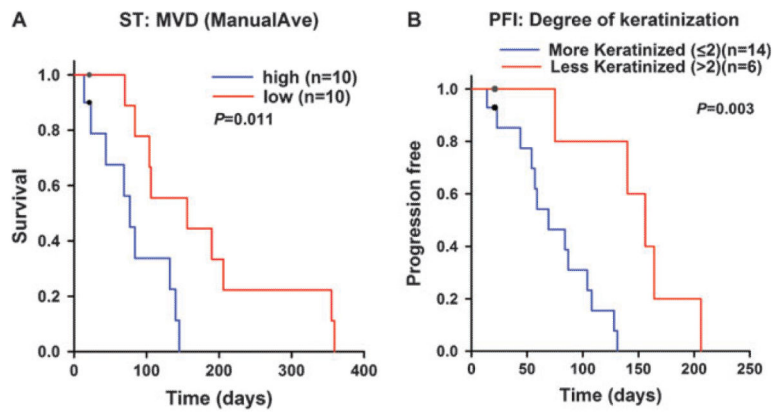 A
ST: MVD (ManualAve)
high (n=10)
low (n=10)
P=0.011
Survival
1.0
0.8
0.6
0.4
0.2
0.0
0 100 200 300 400
Time (days)
B
PFI: Degree of keratinization
More Keratinized (≤2)(n=14)
Less Keratinized (>2)(n=6)
P=0.003
Progression free
1.0
0.8
0.6
0.4
0.2
0.0
0 50 100 150 200 250
Time (days)